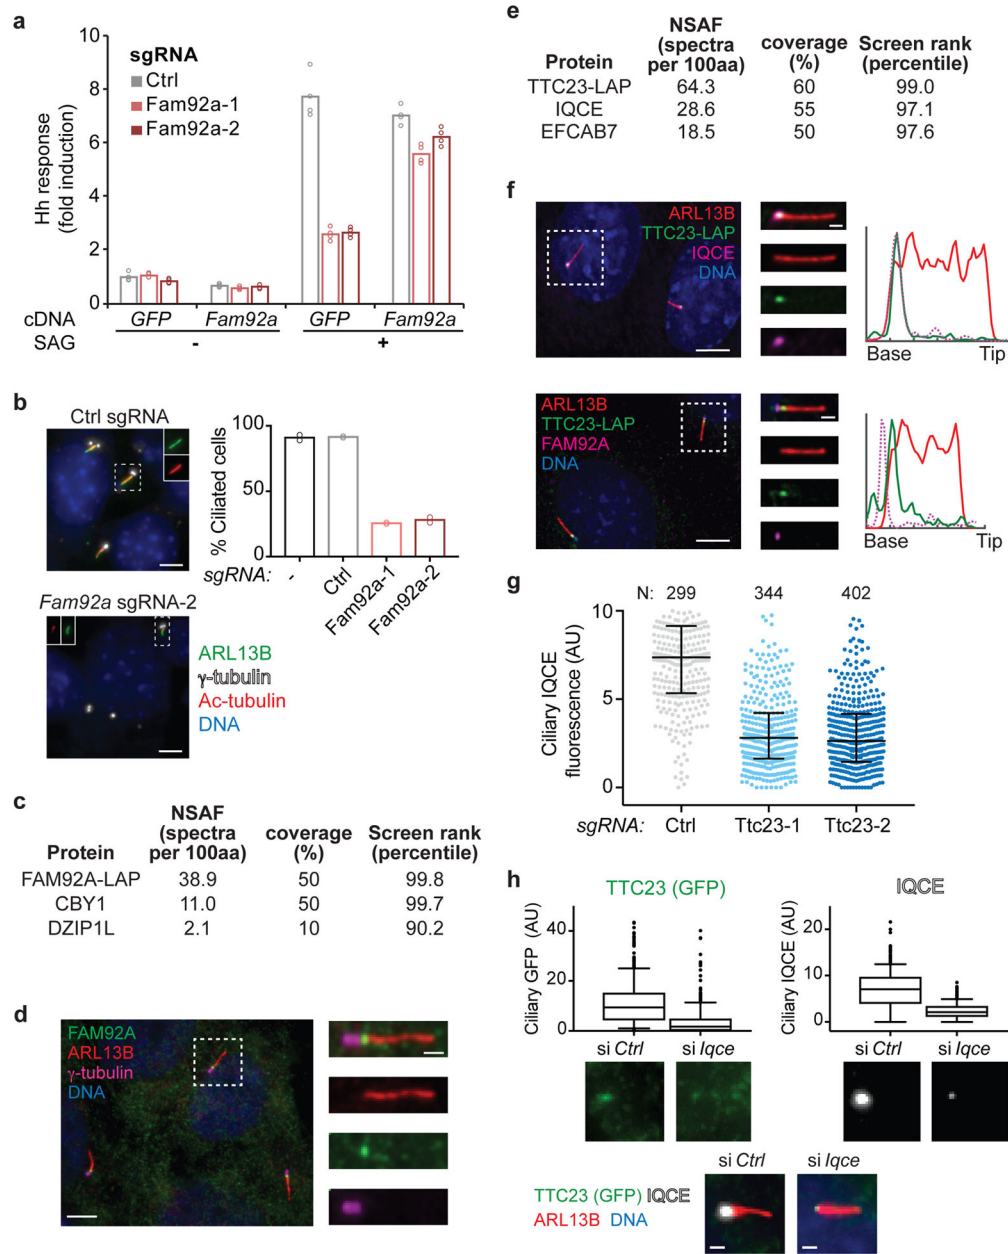 a
sgRNA
Ctrl
Fam92a-1
Fam92a-2
Hh response
(fold induction)
10
8
6
4
2
0
cDNA GFP Fam92a GFP Fam92a
SAG - +
b
Ctrl sgRNA
Fam92a sgRNA-2
ARL13B
γ-tubulin
Ac-tubulin
DNA
% Ciliated cells
100
50
0
sgRNA: - Ctrl Fam92a-1 Fam92a-2
c
Protein NSAF (spectra per 100aa) coverage (%) Screen rank (percentile)
FAM92A-LAP 38.9 50 99.8
CBY1 11.0 50 99.7
DZIP1L 2.1 10 90.2
d
FAM92A
ARL13B
γ-tubulin
DNA
e
Protein NSAF (spectra per 100aa) coverage (%) Screen rank (percentile)
TTC23-LAP 64.3 60 99.0
IQCE 28.6 55 97.1
EFCAB7 18.5 50 97.6
f
ARL13B
TTC23-LAP
IQCE
DNA
Base Tip
ARL13B
TTC23-LAP
FAM92A
DNA
Base Tip
g
N: 299 344 402
Ciliary IQCE
fluorescence (AU)
10
5
0
sgRNA: Ctrl Ttc23-1 Ttc23-2
h
TTC23 (GFP)
Ciliary GFP (AU)
40
20
0
si Ctrl si Iqce
IQCE
Ciliary IQCE (AU)
20
10
0
si Ctrl si Iqce
si Ctrl si Iqce
TTC23 (GFP) IQCE
ARL13B DNA